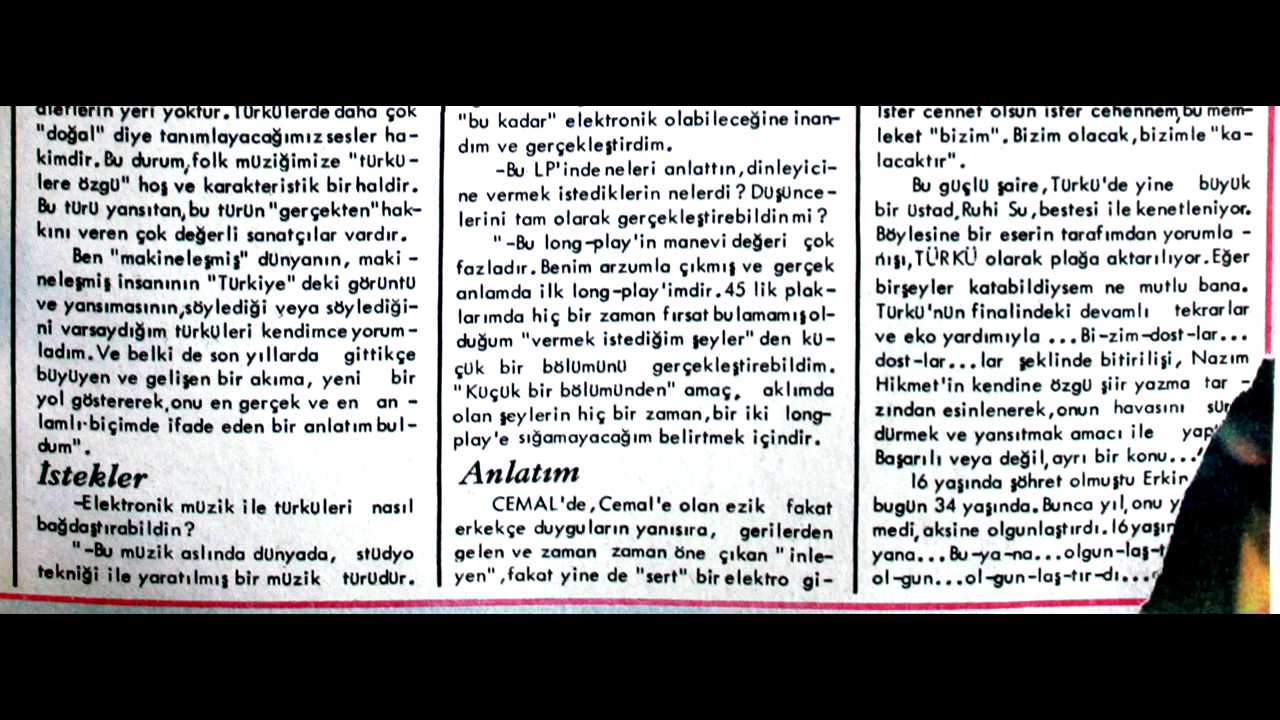 aletlerin yeri yoktur. Türkülerde daha çok
"doğal" diye tanımlayacağımız sesler ha-
kimdir. Bu durum, folk müziğimize "türkü-
lere özgü" hoş ve karakteristik bir haldir.
Bu türü yansıtan, bu türün "gerçekten" hak-
kını veren çok değerli sanatçılar vardır.
Ben "makineleşmiş" dünyanın, maki-
neleşmiş insanının "Türkiye" deki görüntü
ve yansımasının, söylediği veya söylediği-
ni varsaydığım türküleri kendimce yorum-
ladım. Ve belki de son yıllarda gittikçe
büyüyen ve gelişen bir akıma, yeni bir
yol göstererek, onu en gerçek ve en an-
lamlı biçimde ifade eden bir anlatım bul-
dum".
İstekler
-Elektronik müzik ile türküleri nasıl
bağdaştırabildin?
"-Bu müzik aslında dünyada, stüdyo
tekniği ile yaratılmış bir müzik türüdür.
"bu kadar" elektronik olabileceğine inan-
dım ve gerçekleştirdim.
-Bu LP'inde neleri anlattın, dinleyici-
ne vermek istediklerin nelerdi? Düşünce-
lerini tam olarak gerçekleştirebildin mi?
"-Bu long-play'in manevi değeri çok
fazladır. Benim arzumla çıkmış ve gerçek
anlamda ilk long-play'imdir. 45 lik plak-
larımda hiç bir zaman fırsat bulamamış ol-
duğum "vermek istediğim şeyler" den kü-
çük bir bölümünü gerçekleştirebildim.
"Küçük bir bölümünden" amaç, aklımda
olan şeylerin hiç bir zaman, bir iki long-
play'e sığamayacağım belirtmek içindir.
Anlatım
CEMAL'de, Cemal'e olan ezik fakat
erkekçe duyguların yanısıra, gerilerden
gelen ve zaman zaman öne çıkan "inle-
yen", fakat yine de "sert" bir elektro gi-
ister cennet olsun ister cehennem, bu mem-
leket "bizim". Bizim olacak, bizimle "ka-
lacaktır".
Bu güçlü şaire, Türkü'de yine büyük
bir üstad, Ruhi Su, bestesi ile kenetleniyor.
Böylesine bir eserin tarafımdan yorumla-
nışı, TÜRKÜ olarak plağa aktarılıyor. Eğer
birşeyler katabildiysem ne mutlu bana.
Türkü'nün finalindeki devamlı tekrarlar
ve eko yardımıyla ...Bi-zim-dost-lar...
dost-lar...lar şeklinde bitirilişi, Nazım
Hikmet'in kendine özgü şiir yazma tar-
zından esinlenerek, onun havasını sür
dürmek ve yansıtmak amacı ile yap
Başarılı veya değil, ayrı bir konu..."
16 yaşında şöhret olmuştu Erkin
bugün 34 yaşında. Bunca yıl, onu y
medi, aksine olgunlaştırdı. 16 yaşın
yana...Bu-ya-na...olgun-laş-t
ol-gun...ol-gun-laş-tır-dı...